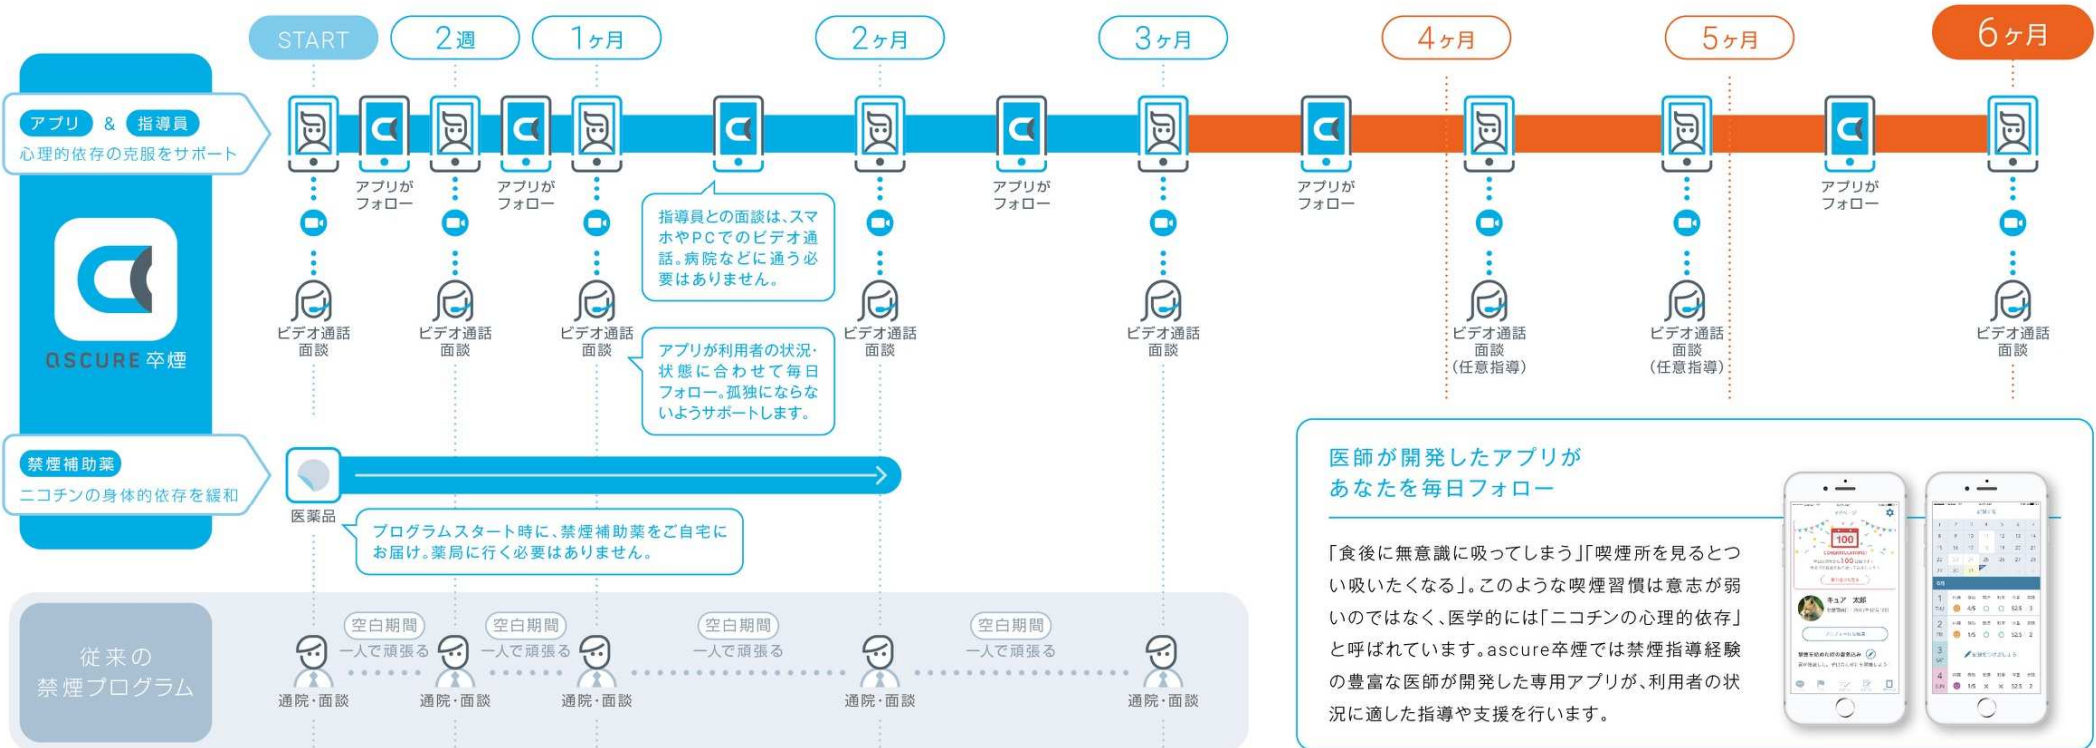 START
2週
1ヶ月
2ヶ月
3ヶ月
4ヶ月
5ヶ月
6ヶ月
アプリ & 指導員
心理的依存の克服をサポート
アプリが
フォロー
アプリが
フォロー
アプリが
フォロー
アプリが
フォロー
アプリが
フォロー
指導員との面談は、スマ
ホやPCでのビデオ通
話。病院などに通う必
要はありません。
ビデオ通話
面談
ビデオ通話
面談
ビデオ通話
面談
ビデオ通話
面談
ビデオ通話
面談
ビデオ通話
面談
(任意指導)
ビデオ通話
面談
(任意指導)
ビデオ通話
面談
アプリが利用者の状況・
状態に合わせて毎日
フォロー。孤独にならな
いようサポートします。
ascure 卒煙
禁煙補助薬
ニコチンの身体的依存を緩和
医薬品
プログラムスタート時に、禁煙補助薬をご自宅に
お届け。薬局に行く必要はありません。
従来の
禁煙プログラム
空白期間
一人で頑張る
空白期間
一人で頑張る
空白期間
一人で頑張る
空白期間
一人で頑張る
通院・面談
通院・面談
通院・面談
通院・面談
通院・面談
医師が開発したアプリが
あなたを毎日フォロー
「食後に無意識に吸ってしまう」「喫煙所を見るとつ
い吸いたくなる」。このような喫煙習慣は意志が弱
いのではなく、医学的には「ニコチンの心理的依存」
と呼ばれています。ascure卒煙では禁煙指導経験
の豊富な医師が開発した専用アプリが、利用者の状
況に適した指導や支援を行います。
100
キュア 太郎